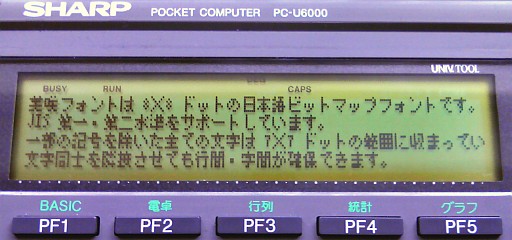 SHARP POCKET COMPUTER PC-U6000
UNIV.TOOL
BUSY RUN CAPS
美咲フォントは 8X8 ドットの日本語ビットマップフォントです。
JIS 第一・第二水準をサポートしています。
一部の記号を除いた全ての文字は 7X7 ドットの範囲に収まってい
文字同士を隣接させても行間・字間が確保できます。
BASIC 電卓 行列 統計 グラフ
PF1 PF2 PF3 PF4 PF5